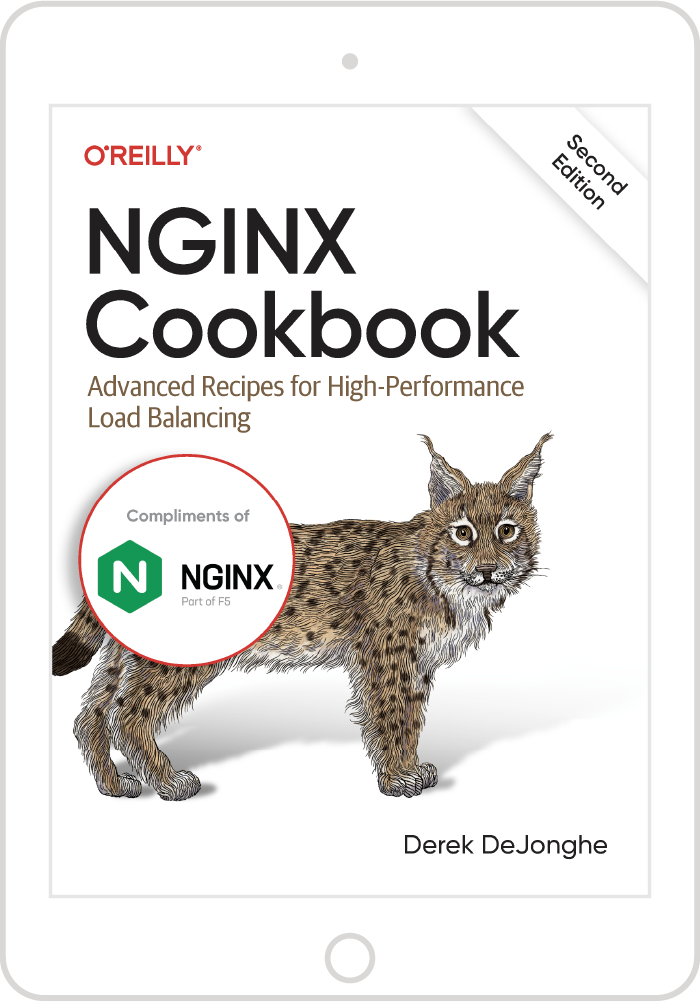 O'REILLY®
Second
Edition
NGINX
Cookbook
Advanced Recipes for High-Performance
Load Balancing
Compliments of
N
NGINX®
Part of F5
Derek DeJonghe